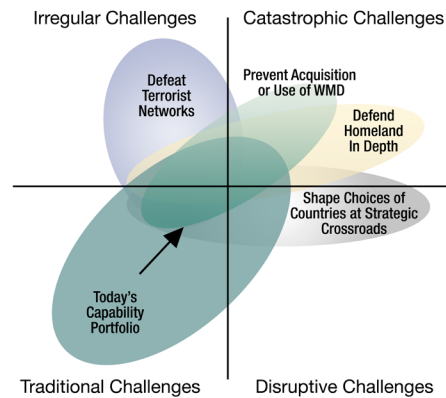 Irregular Challenges
Catastrophic Challenges
Defeat
Terrorist
Networks
Prevent Acquisition
or Use of WMD
Defend
Homeland
In Depth
Shape Choices of
Countries at Strategic
Crossroads
Today's
Capability
Portfolio
Traditional Challenges
Disruptive Challenges